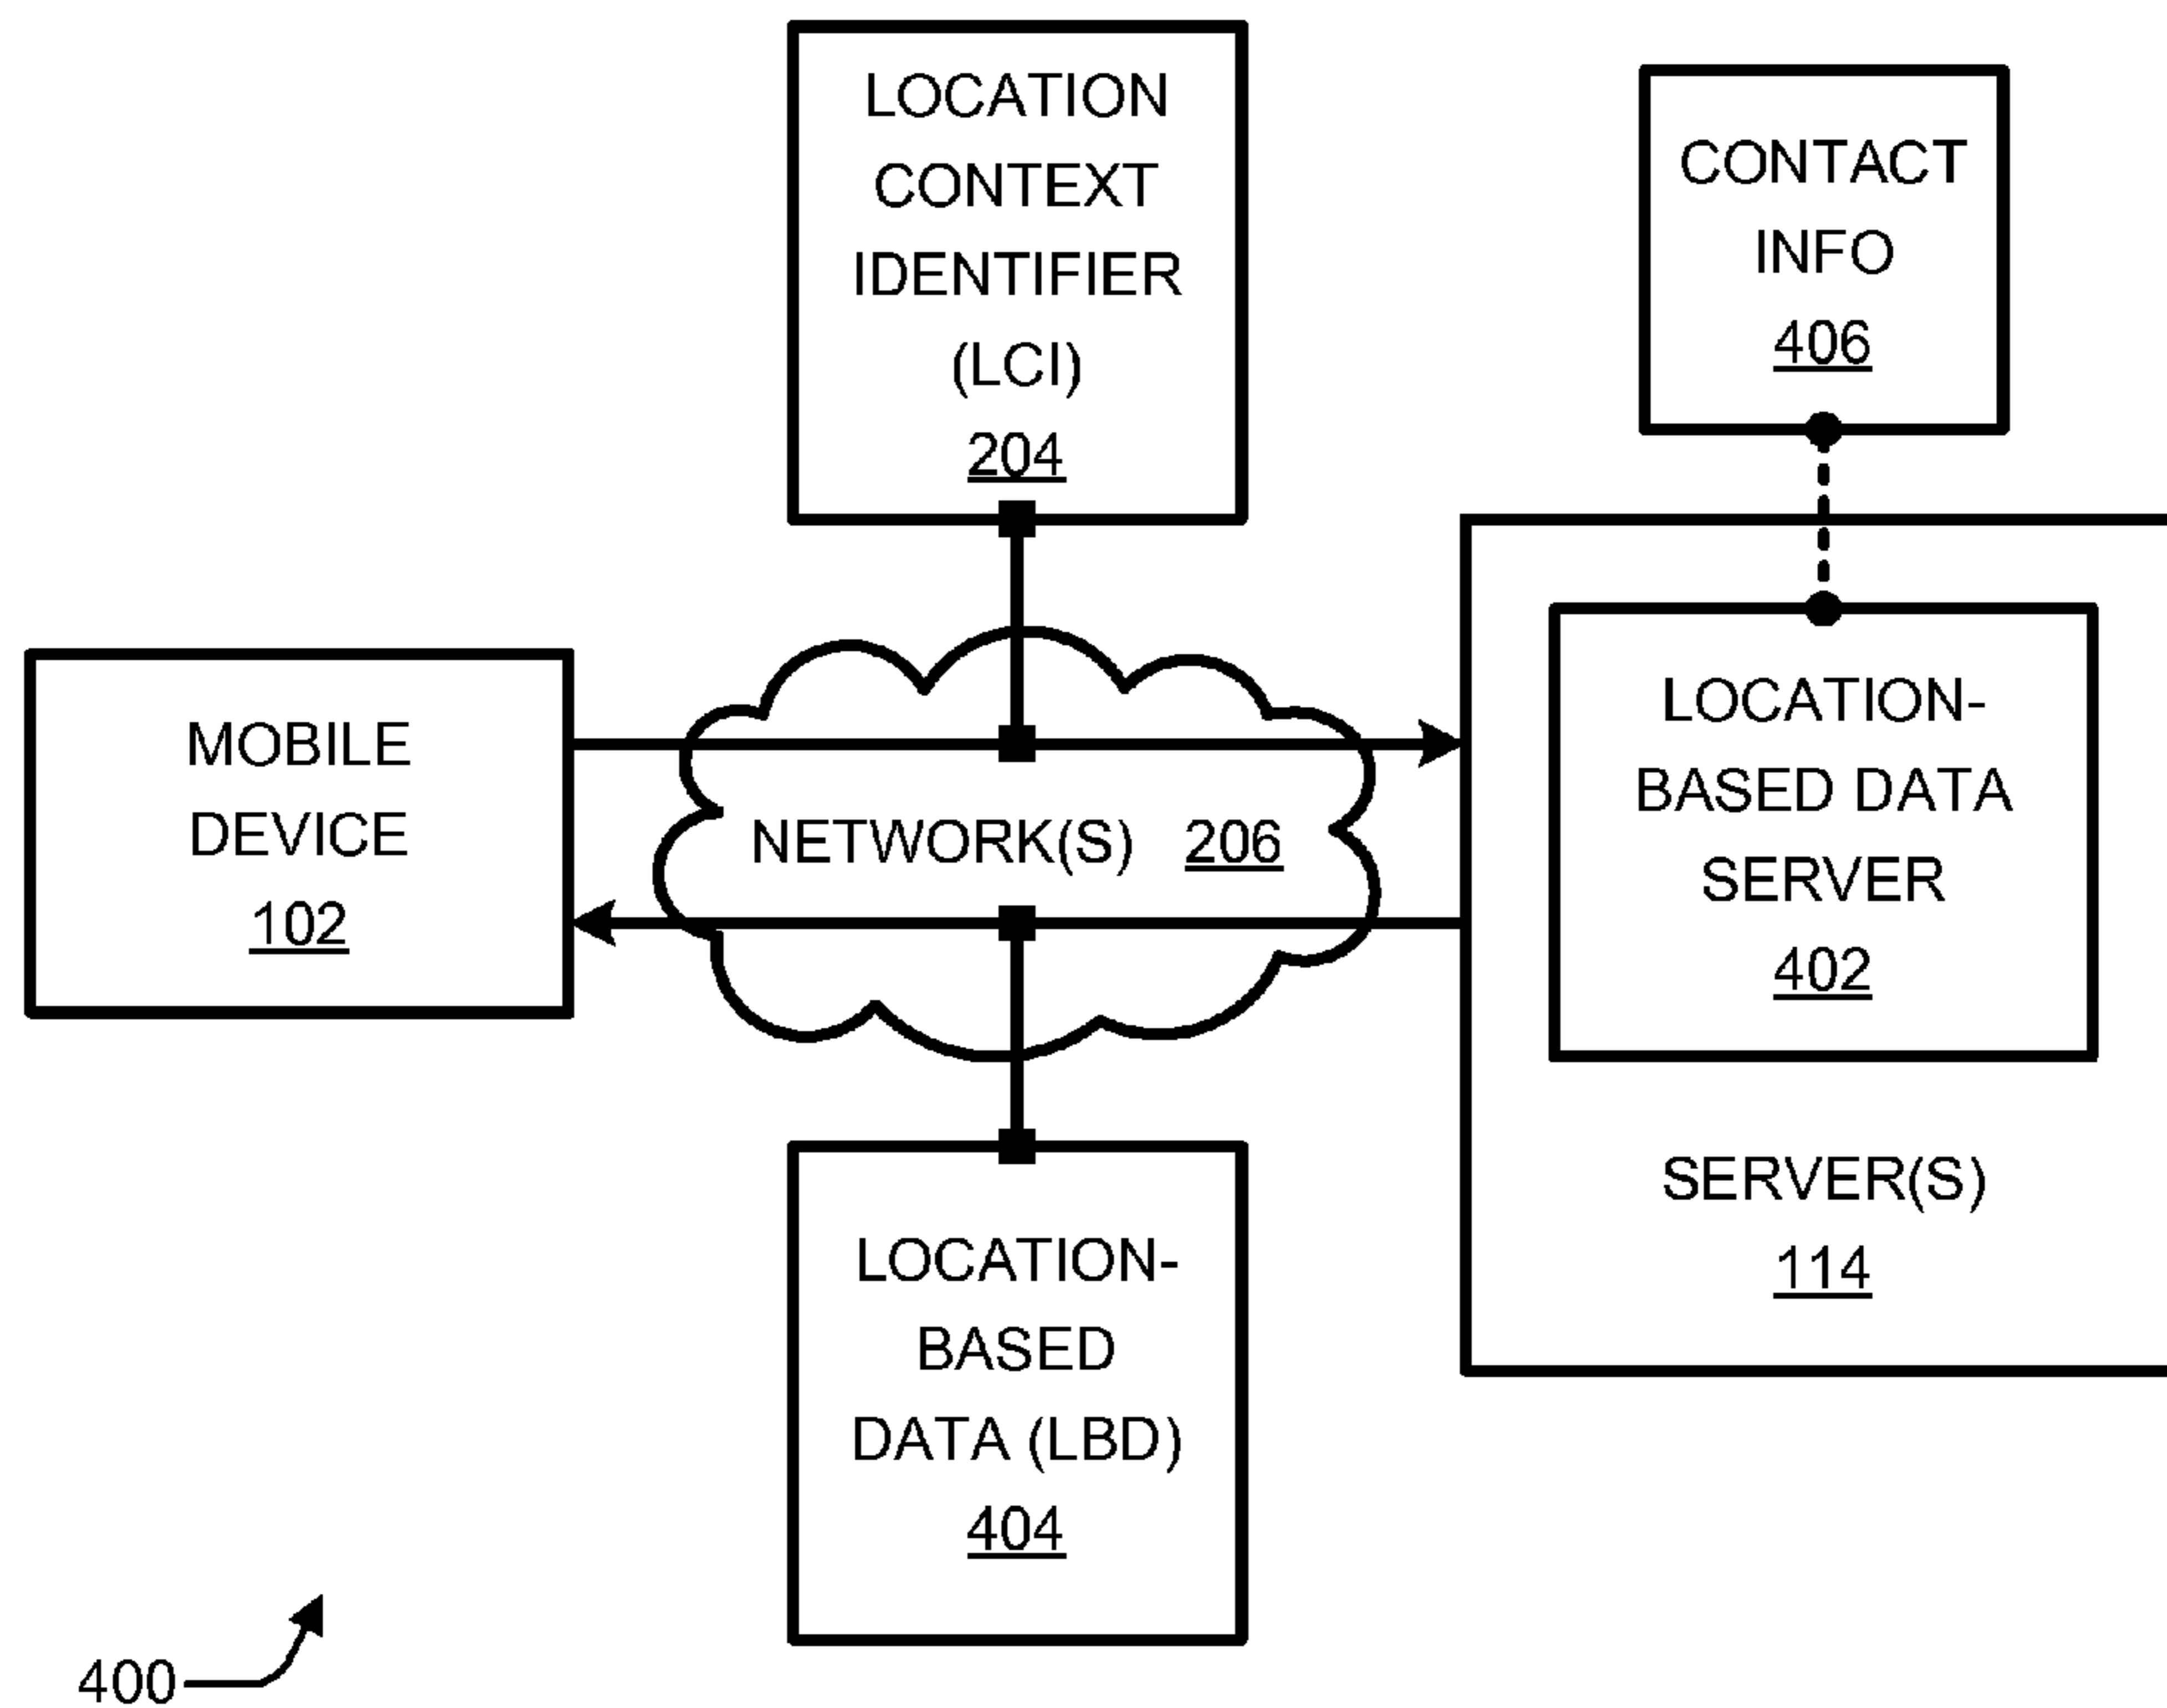 LOCATION
CONTEXT
IDENTIFIER
(LCI)
204
CONTACT
INFO
406
MOBILE
DEVICE
102
NETWORK(S) 206
LOCATION-
BASED DATA
SERVER
402
SERVER(S)
114
LOCATION-
BASED
DATA (LBD)
404
400